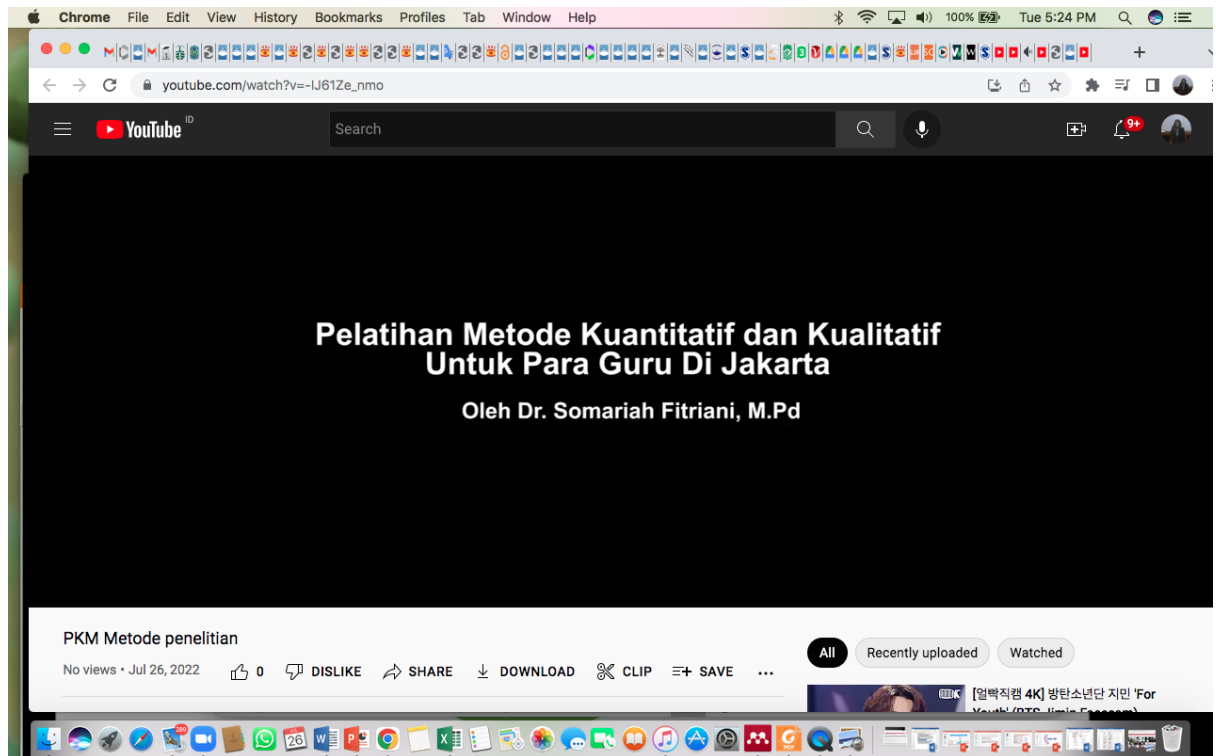 Chrome File Edit View History Bookmarks Profiles Tab Window Help 100% Tue 5:24 PM
youtube.com/watch?v=-IJ61Ze_nmo
YouTube ID Search 9+
Pelatihan Metode Kuantitatif dan Kualitatif
Untuk Para Guru Di Jakarta
Oleh Dr. Somariah Fitriani, M.Pd
PKM Metode penelitian
No views • Jul 26, 2022 0 DISLIKE SHARE DOWNLOAD CLIP SAVE ...
All Recently uploaded Watched
[얼빡직캠 4K] 방탄소년단 지민 'For